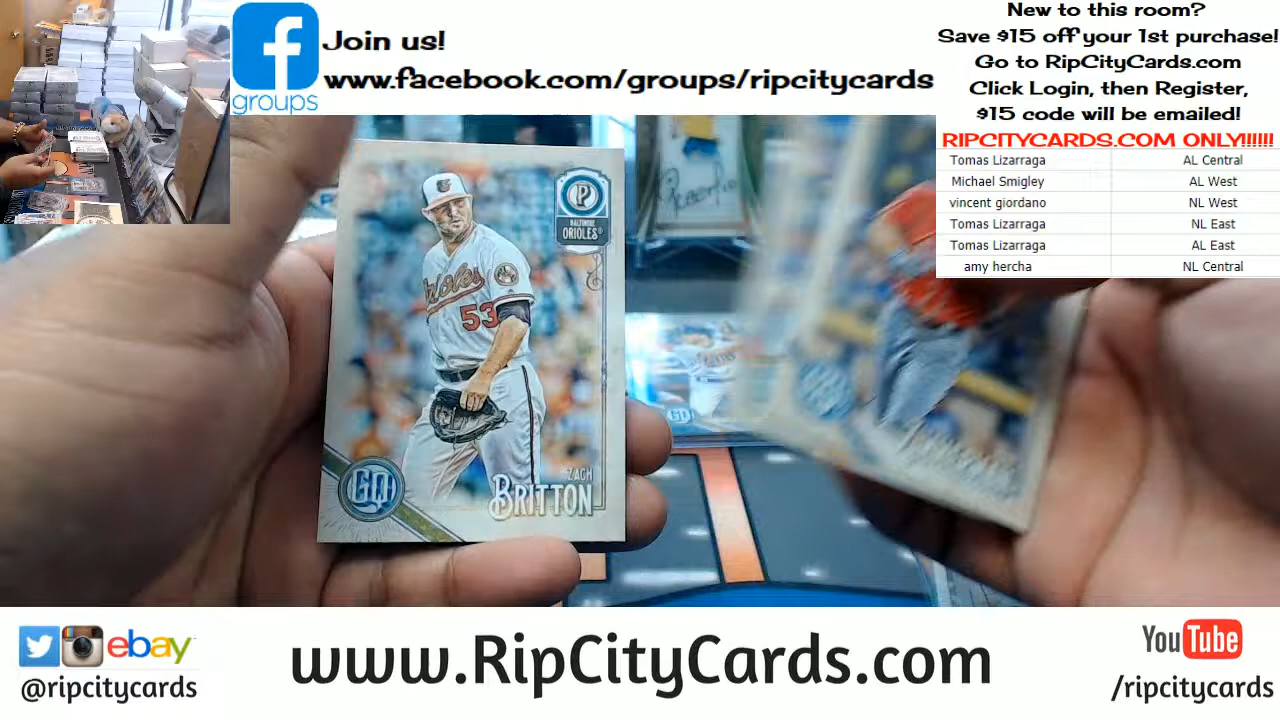 Join us!
www.facebook.com/groups/ripcitycards
groups
New to this room?
Save $15 off your 1st purchase!
Go to RipCityCards.com
Click Login, then Register,
$15 code will be emailed!
RIPCITYCARDS.COM ONLY!!!!!!
Tomas Lizarraga AL Central
Michael Smigley AL West
vincent giordano NL West
Tomas Lizarraga NL East
Tomas Lizarraga AL East
amy hercha NL Central
P
BALTIMORE
ORIOLES®
Orioles
53
GQ
ZACH
BRITTON
ebay
@ripcitycards
www.RipCityCards.com
YouTube
/ripcitycards